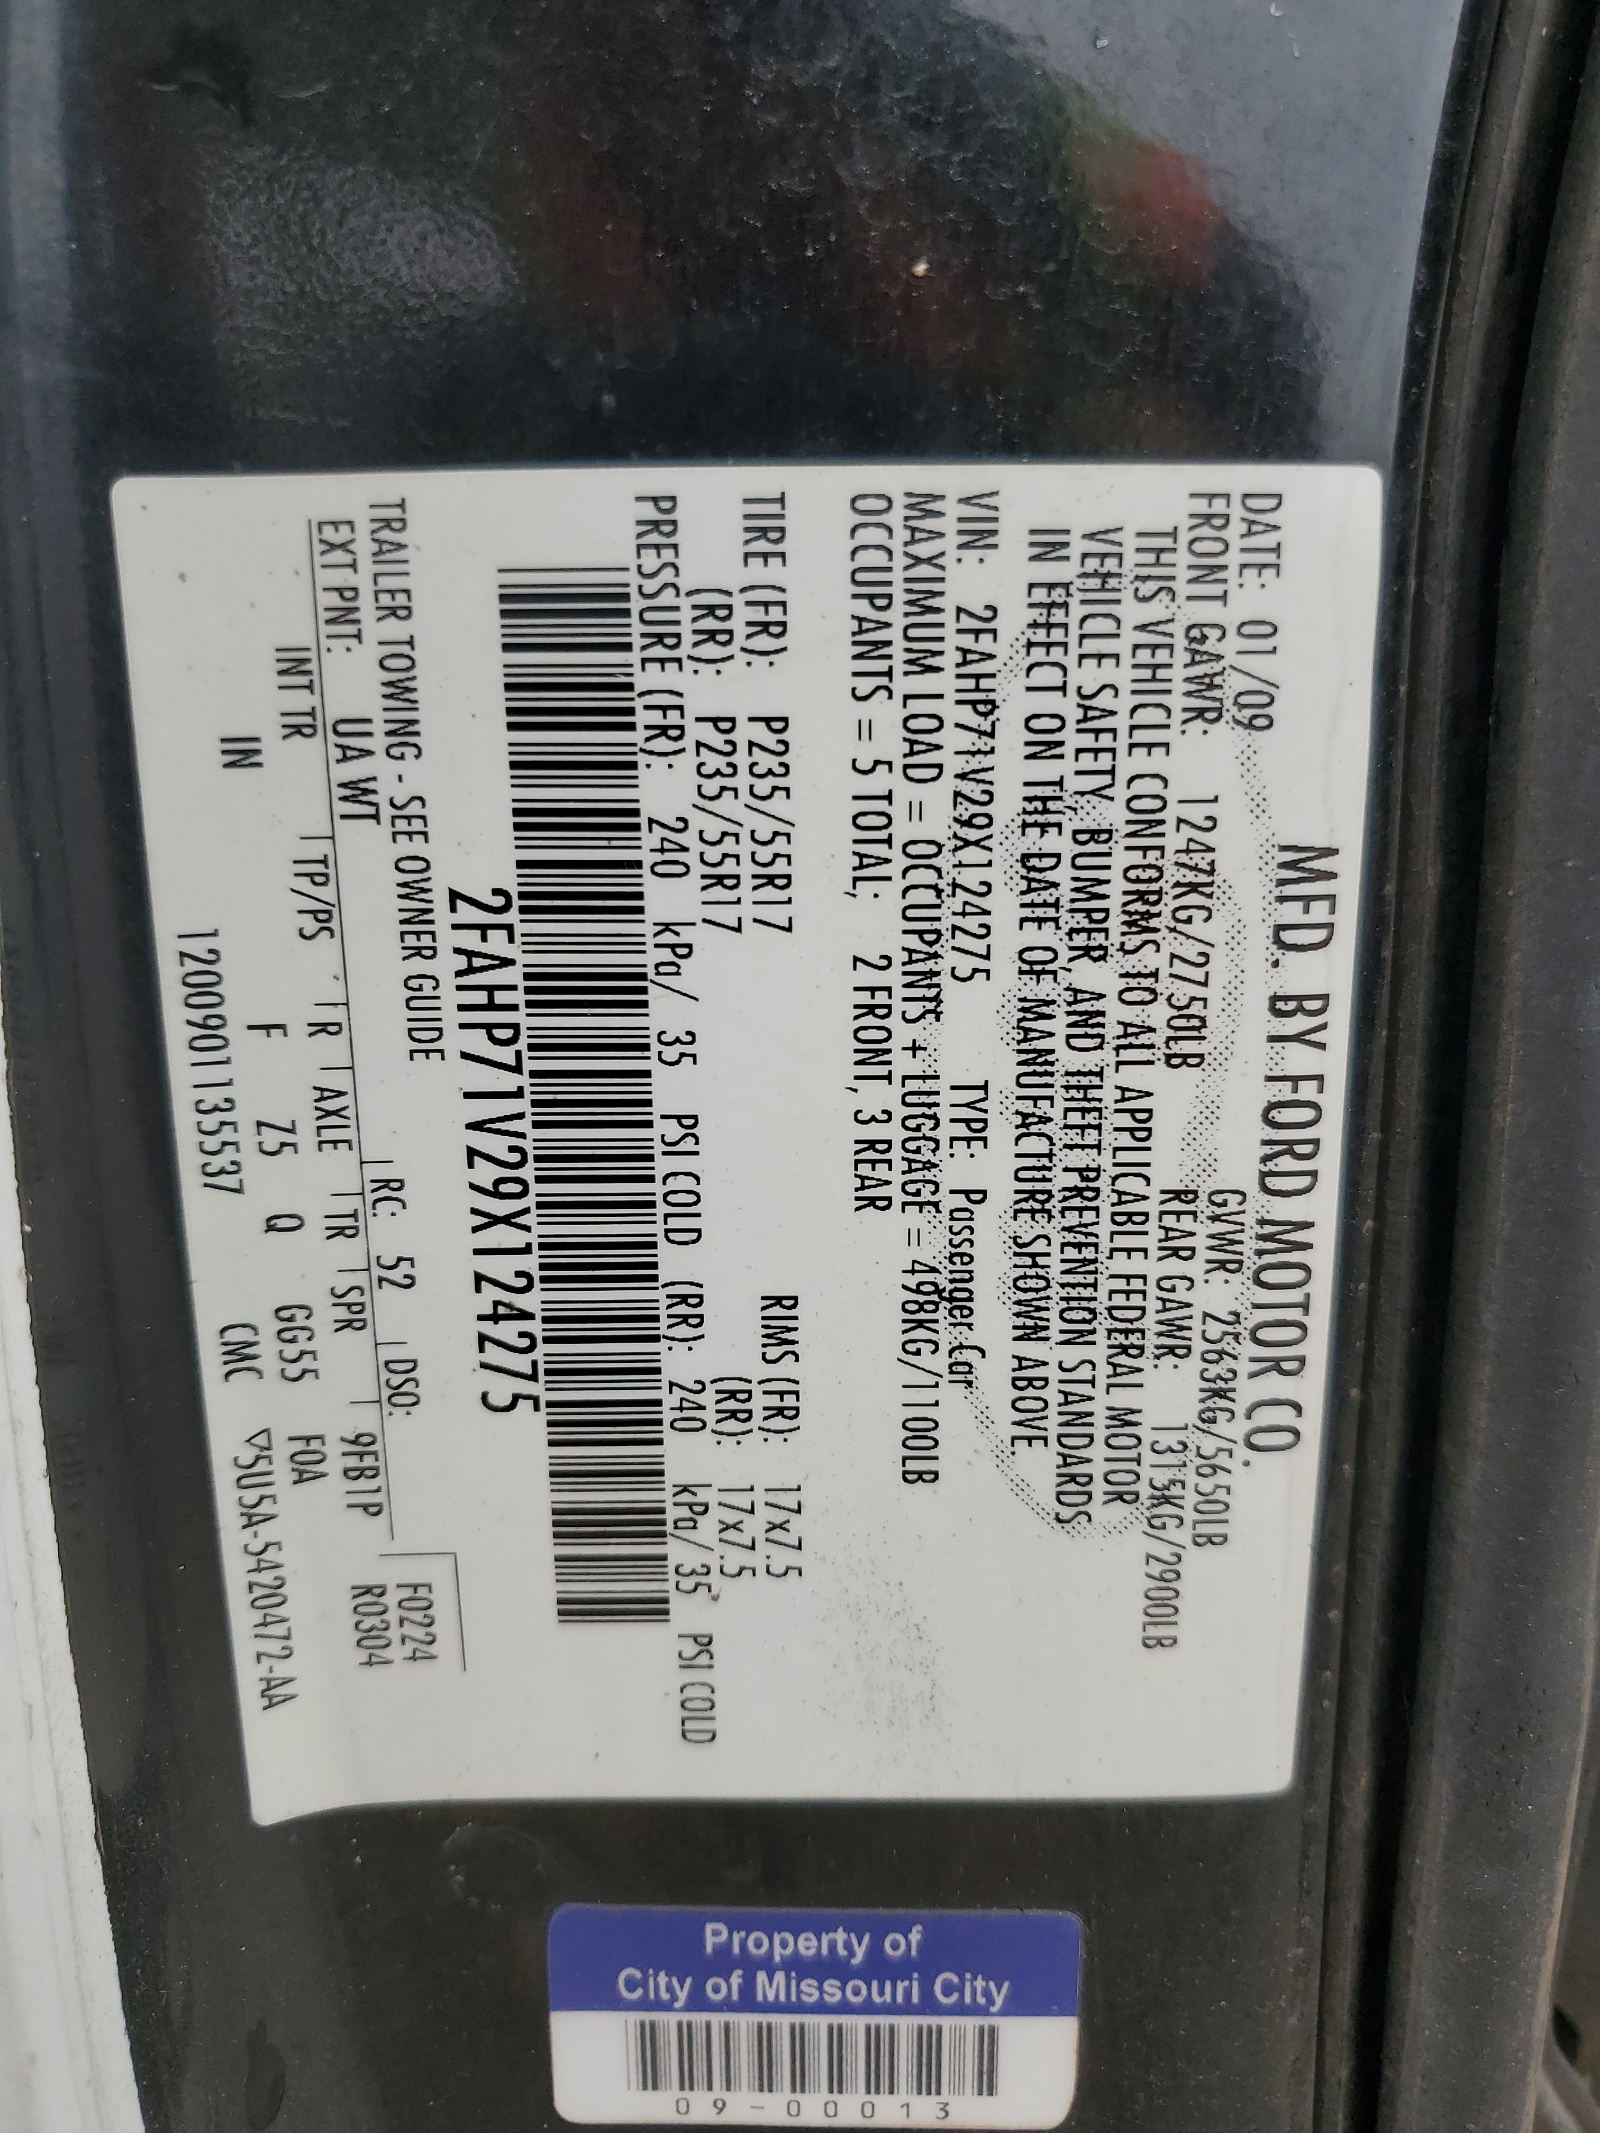 MFD. BY FORD MOTOR CO.
DATE: 01/09 GVWR: 2563KG/5650LB
FRONT GAWR: 1247KG/2750LB REAR GAWR: 1315KG/2900LB
THIS VEHICLE CONFORMS TO ALL APPLICABLE FEDERAL MOTOR
VEHICLE SAFETY, BUMPER, AND THEFT PREVENTION STANDARDS
IN EFFECT ON THE DATE OF MANUFACTURE SHOWN ABOVE.
VIN: 2FAHP71V29X124275 TYPE: Passenger Car
MAXIMUM LOAD = OCCUPANTS + LUGGAGE = 498KG/1100LB
OCCUPANTS = 5 TOTAL; 2 FRONT, 3 REAR
TIRE (FR): P235/55R17 RIMS (FR): 17x7.5
(RR): P235/55R17 (RR): 17x7.5
PRESSURE (FR): 240 kPa/ 35 PSI COLD (RR): 240 kPa/ 35 PSI COLD
2FAHP71V29X124275
TRAILER TOWING - SEE OWNER GUIDE
RC: 52 DSO: F0224
R0304
EXT PNT: UA WT 9FB1P
INT TR TP/PS R AXLE TR SPR
IN F Z5 Q GG55 F0A
1200901135537 CMC ▽5U5A-5420472-AA
Property of
City of Missouri City
09-00013